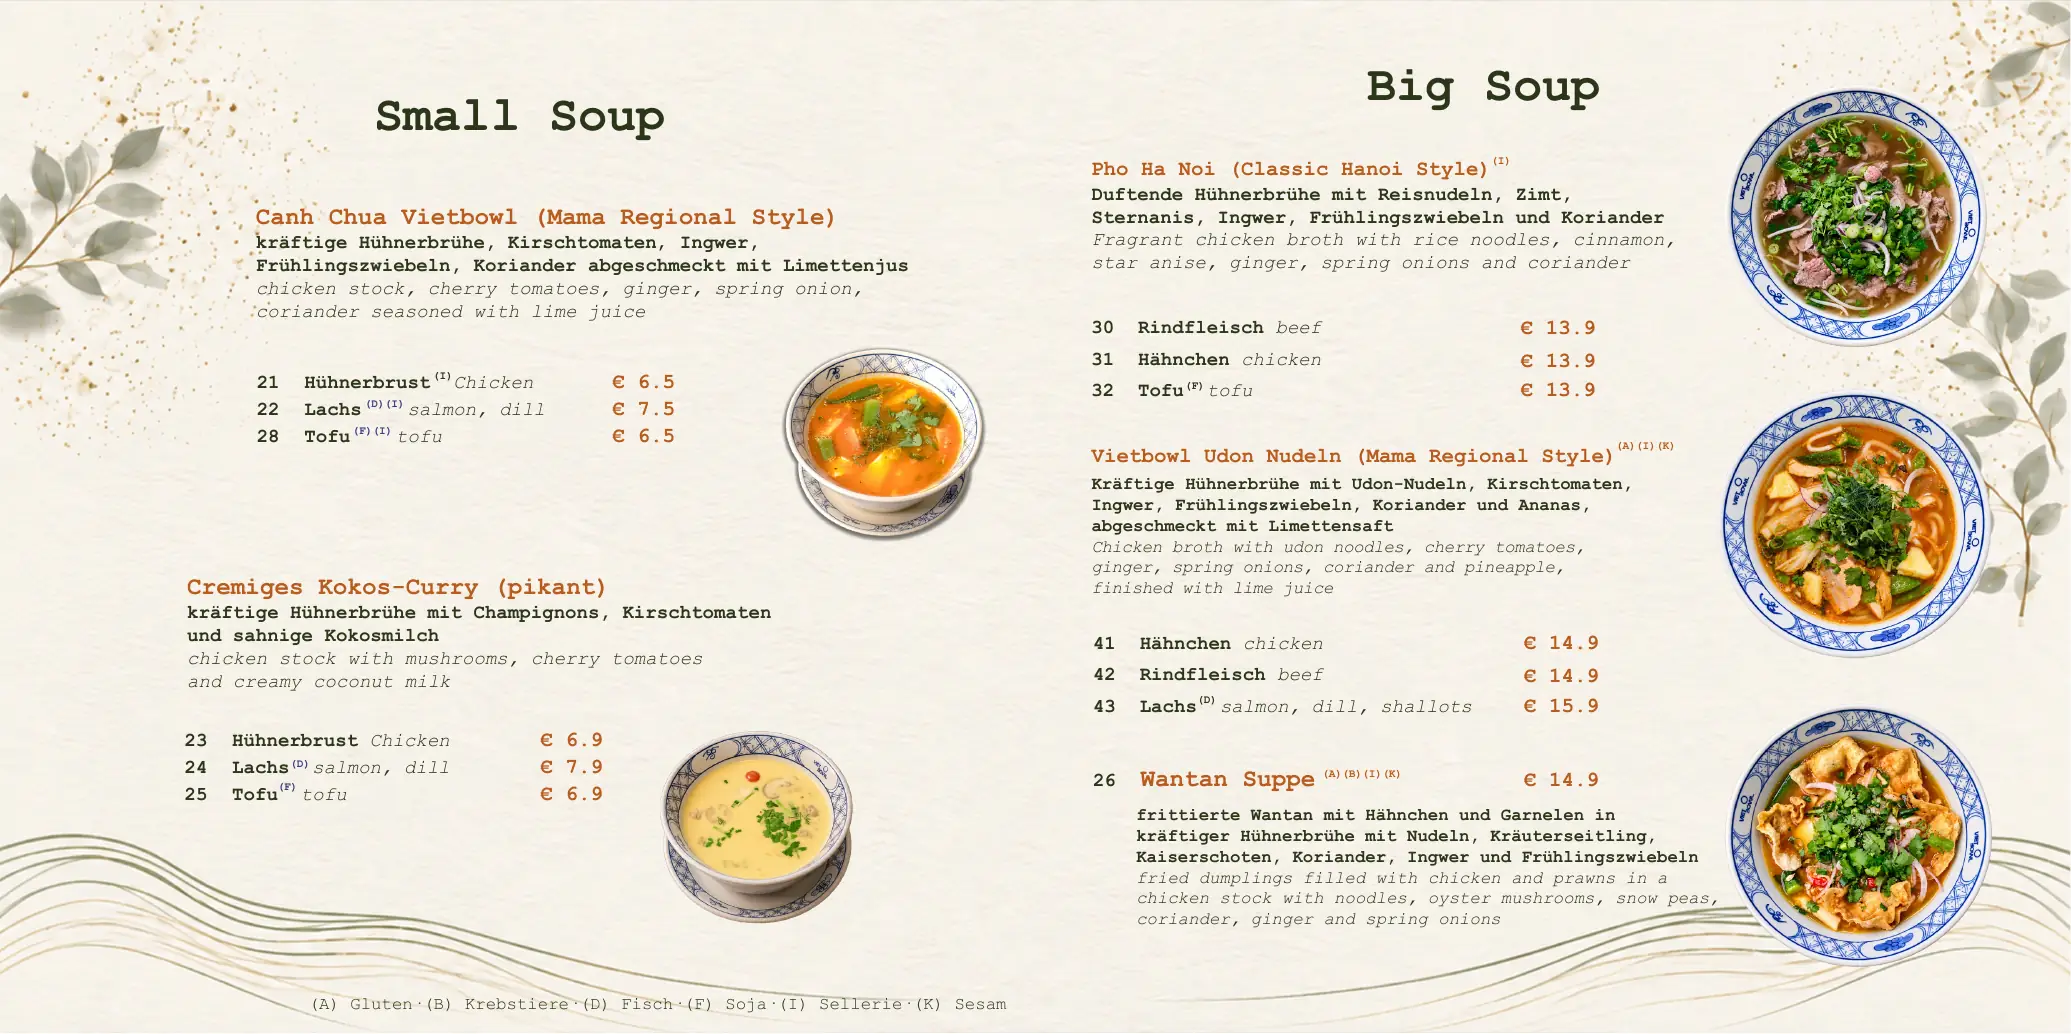 Small Soup
Canh Chua Vietbowl (Mama Regional Style)
kräftige Hühnerbrühe, Kirschtomaten, Ingwer,
Frühlingszwiebeln, Koriander abgeschmeckt mit Limettenjus
chicken stock, cherry tomatoes, ginger, spring onion,
coriander seasoned with lime juice
21 Hühnerbrust (I) Chicken € 6.5
22 Lachs (D)(I) salmon, dill € 7.5
28 Tofu (F)(I) tofu € 6.5
Cremiges Kokos-Curry (pikant)
kräftige Hühnerbrühe mit Champignons, Kirschtomaten
und sahnige Kokosmilch
chicken stock with mushrooms, cherry tomatoes
and creamy coconut milk
23 Hühnerbrust Chicken € 6.9
24 Lachs (D) salmon, dill € 7.9
25 Tofu (F) tofu € 6.9
(A) Gluten·(B) Krebstiere·(D) Fisch·(F) Soja·(I) Sellerie·(K) Sesam
Big Soup
Pho Ha Noi (Classic Hanoi Style) (I)
Duftende Hühnerbrühe mit Reisnudeln, Zimt,
Sternanis, Ingwer, Frühlingszwiebeln und Koriander
Fragrant chicken broth with rice noodles, cinnamon,
star anise, ginger, spring onions and coriander
30 Rindfleisch beef € 13.9
31 Hähnchen chicken € 13.9
32 Tofu (F) tofu € 13.9
Vietbowl Udon Nudeln (Mama Regional Style) (A)(I)(K)
Kräftige Hühnerbrühe mit Udon-Nudeln, Kirschtomaten,
Ingwer, Frühlingszwiebeln, Koriander und Ananas,
abgeschmeckt mit Limettensaft
Chicken broth with udon noodles, cherry tomatoes,
ginger, spring onions, coriander and pineapple,
finished with lime juice
41 Hähnchen chicken € 14.9
42 Rindfleisch beef € 14.9
43 Lachs (D) salmon, dill, shallots € 15.9
26 Wantan Suppe (A)(B)(I)(K) € 14.9
frittierte Wantan mit Hähnchen und Garnelen in
kräftiger Hühnerbrühe mit Nudeln, Kräuterseitling,
Kaiserschoten, Koriander, Ingwer und Frühlingszwiebeln
fried dumplings filled with chicken and prawns in a
chicken stock with noodles, oyster mushrooms, snow peas,
coriander, ginger and spring onions